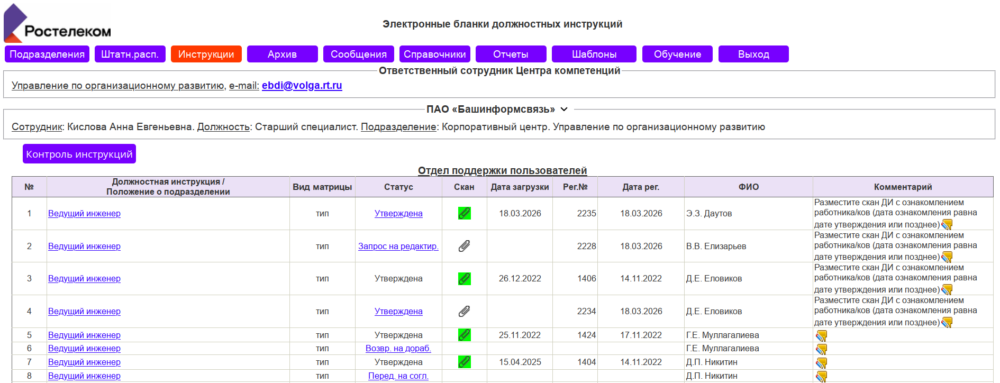 Ростелеком
Электронные бланки должностных инструкций
Подразделения Штатн.расп. Инструкции Архив Сообщения Справочники Отчеты Шаблоны Обучение Выход
Ответственный сотрудник Центра компетенций
Управление по организационному развитию, e-mail: ebdi@volga.rt.ru
ПАО «Башинформсвязь»
Сотрудник: Кислова Анна Евгеньевна. Должность: Старший специалист. Подразделение: Корпоративный центр. Управление по организационному развитию
Контроль инструкций
Отдел поддержки пользователей
№ Должностная инструкция / Положение о подразделении Вид матрицы Статус Скан Дата загрузки Рег.№ Дата рег. ФИО Комментарий
1 Ведущий инженер тип Утверждена 18.03.2026 2235 18.03.2026 Э.З. Даутов Разместите скан ДИ с ознакомлением
работника/ков (дата ознакомления равна
дате утверждения или позднее)
2 Ведущий инженер тип Запрос на редактир. 2228 18.03.2026 В.В. Елизарьев Разместите скан ДИ с ознакомлением
работника/ков (дата ознакомления равна
дате утверждения или позднее)
3 Ведущий инженер тип Утверждена 26.12.2022 1406 14.11.2022 Д.Е. Еловиков Разместите скан ДИ с ознакомлением
работника/ков (дата ознакомления равна
дате утверждения или позднее)
4 Ведущий инженер тип Утверждена 2234 18.03.2026 Д.Е. Еловиков Разместите скан ДИ с ознакомлением
работника/ков (дата ознакомления равна
дате утверждения или позднее)
5 Ведущий инженер тип Утверждена 25.11.2022 1424 17.11.2022 Г.Е. Муллагалиева
6 Ведущий инженер тип Возвр. на дораб. Г.Е. Муллагалиева
7 Ведущий инженер тип Утверждена 15.04.2025 1404 14.11.2022 Д.П. Никитин
8 Ведущий инженер тип Перед. на согл. Д.П. Никитин